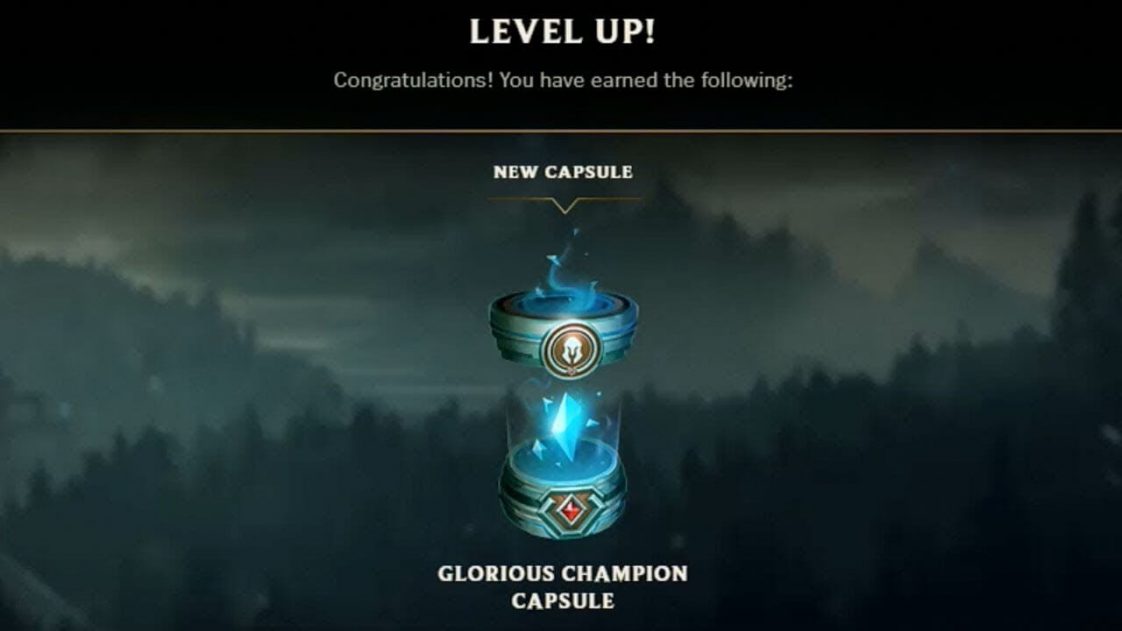 LEVEL UP!
Congratulations! You have earned the following:
NEW CAPSULE
GLORIOUS CHAMPION
CAPSULE